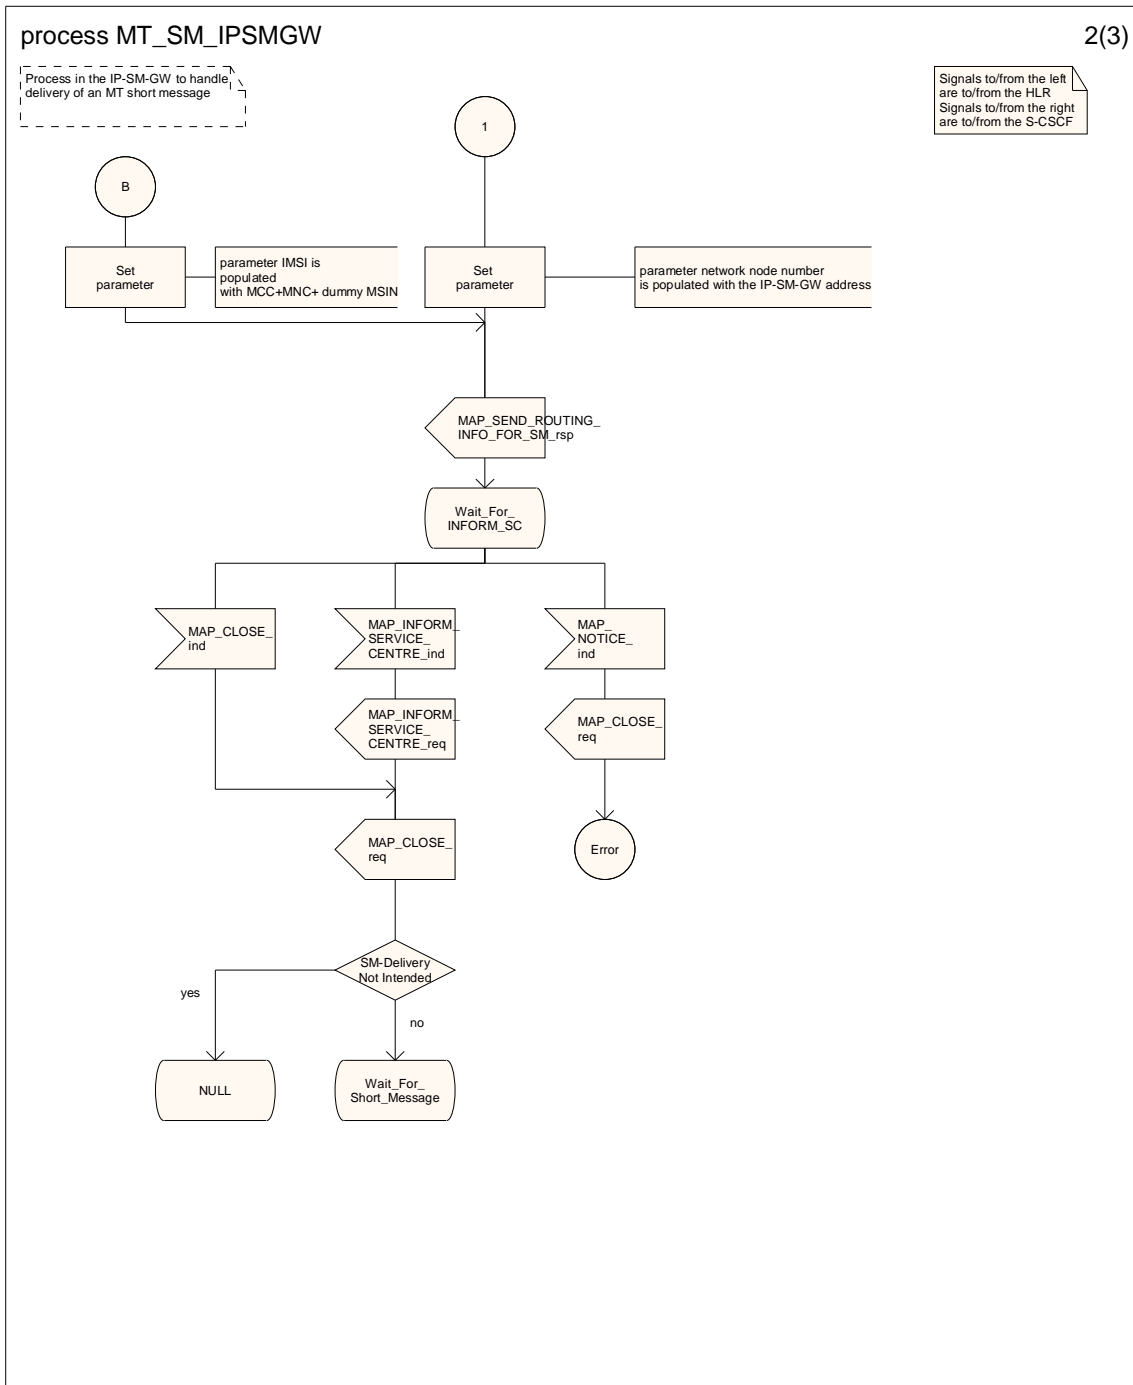 process MT_SM_IPSMGW
2(3)
Process in the IP-SM-GW to handle
delivery of an MT short message
Signals to/from the left
are to/from the HLR
Signals to/from the right
are to/from the S-CSCF
1
B
Set
parameter
parameter IMSI is
populated
with MCC+MNC+ dummy MSIN
Set
parameter
parameter network node number
is populated with the IP-SM-GW address
MAP_SEND_ROUTING_
INFO_FOR_SM_rsp
Wait_For_
INFORM_SC
MAP_CLOSE_
ind
MAP_INFORM_
SERVICE_
CENTRE_ind
MAP_
NOTICE_
ind
MAP_INFORM_
SERVICE_
CENTRE_req
MAP_CLOSE_
req
MAP_CLOSE_
req
Error
SM-Delivery
Not Intended
yes
no
NULL
Wait_For_
Short_Message